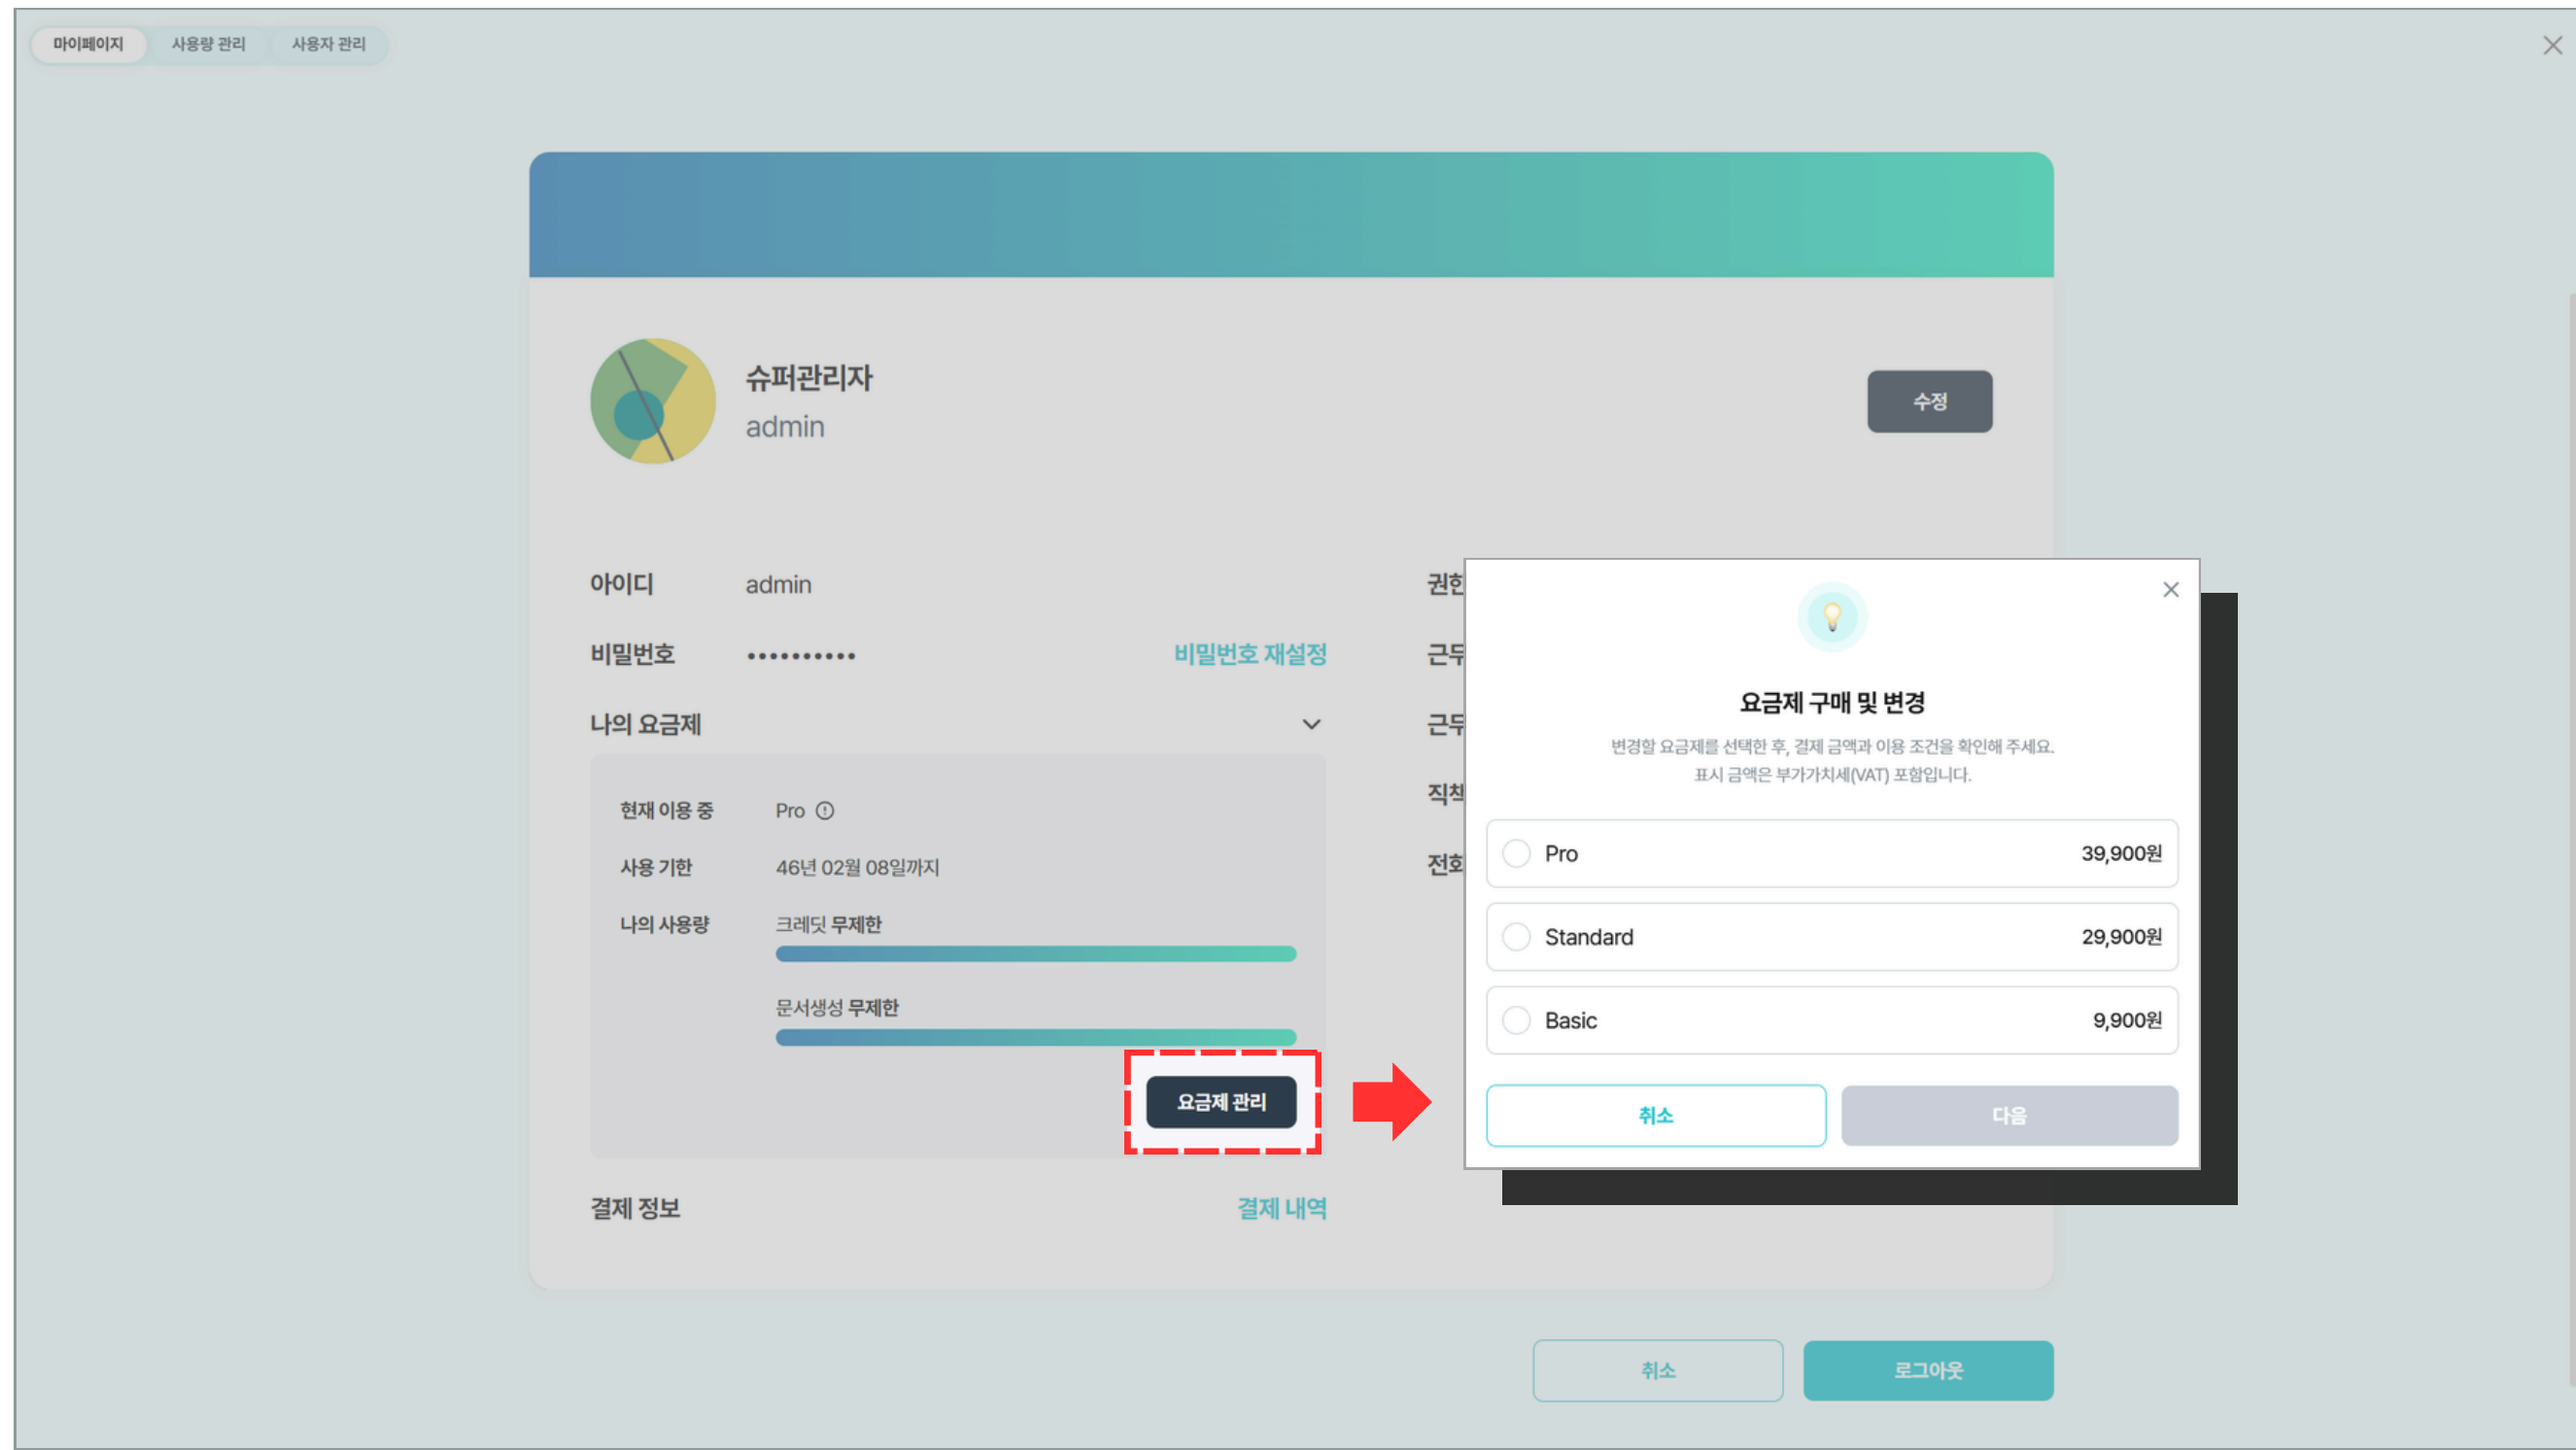 마이페이지 사용량 관리 사용자 관리
슈퍼관리자
admin
수정
아이디 admin
비밀번호 •••••••••• 비밀번호 재설정
나의 요금제
현재 이용 중 Pro
사용 기한 46년 02월 08일까지
나의 사용량 크레딧 무제한
문서생성 무제한
요금제 관리
결제 정보 결제 내역
요금제 구매 및 변경
변경할 요금제를 선택한 후, 결제 금액과 이용 조건을 확인해 주세요.
표시 금액은 부가가치세(VAT) 포함입니다.
Pro 39,900원
Standard 29,900원
Basic 9,900원
취소 다음
취소 로그아웃